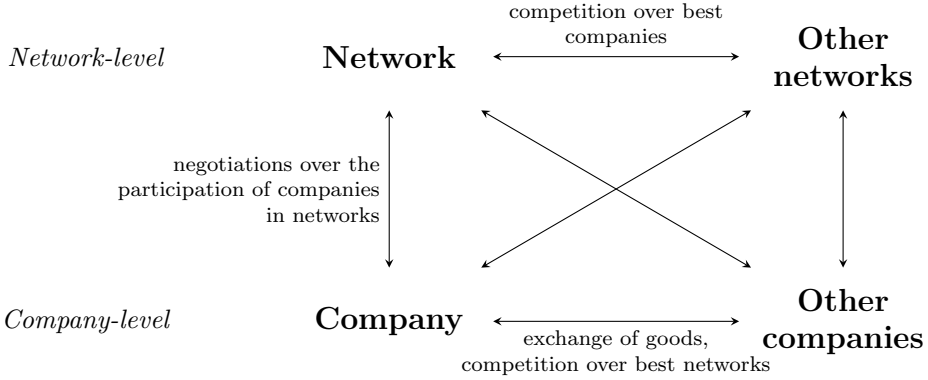 competition over best
companies
Network-level
Network
Other
networks
negotiations over the
participation of companies
in networks
Company-level
Company
Other
companies
exchange of goods,
competition over best networks